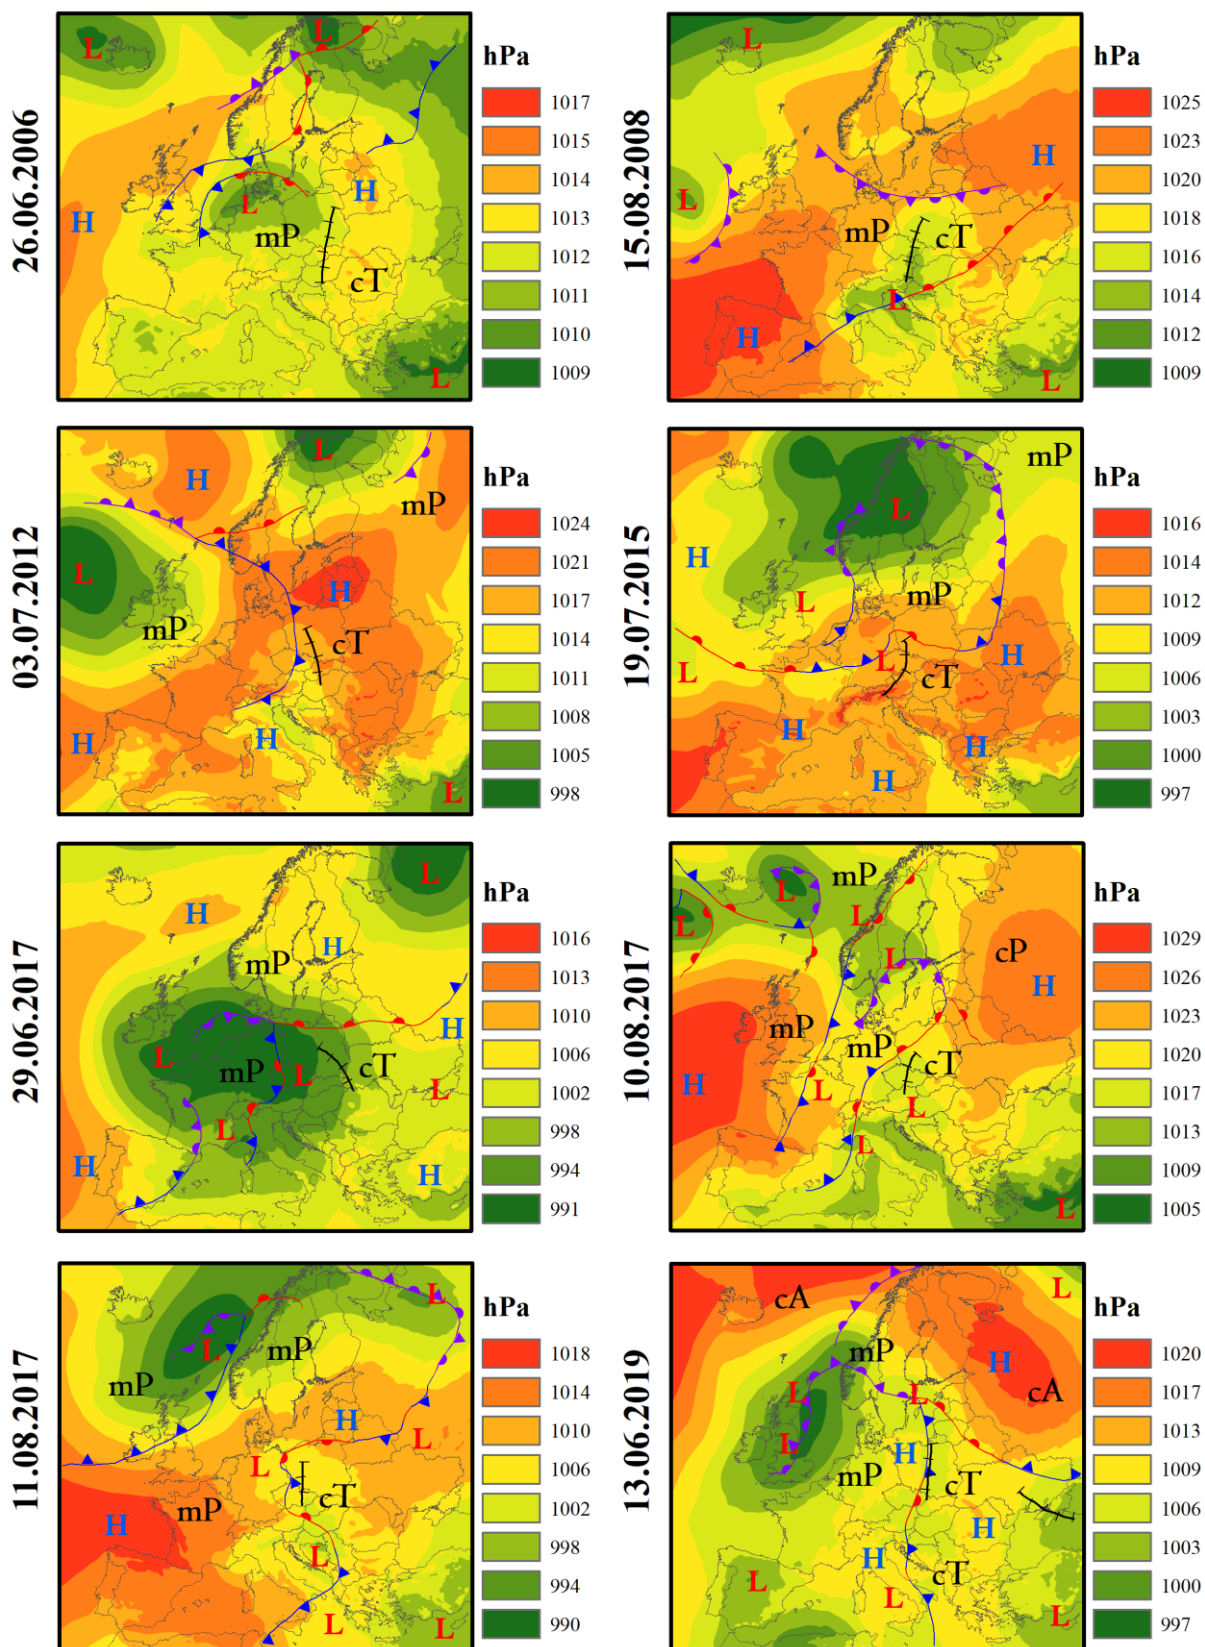 26.06.2006
L
L
H
H
L
mP
cT
L
hPa
1017
1015
1014
1013
1012
1011
1010
1009
15.08.2008
L
H
L
mP
cT
L
H
L
hPa
1025
1023
1020
1018
1016
1014
1012
1009
03.07.2012
L
H
mP
L
H
mP
cT
H
H
L
hPa
1024
1021
1017
1014
1011
1008
1005
998
19.07.2015
mP
L
H
mP
L
L
L
H
cT
H
H
H
hPa
1016
1014
1012
1009
1006
1003
1000
997
29.06.2017
L
H
H
mP
H
L
mP
L
cT
L
L
H
H
hPa
1016
1013
1010
1006
1002
998
994
991
10.08.2017
L
mP
L
L
L
cP
H
mP
mP
H
L
cT
L
L
L
hPa
1029
1026
1023
1020
1017
1013
1009
1005
11.08.2017
L
L
mP
mP
H
L
L
mP
cT
H
L
L
L
hPa
1018
1014
1010
1006
1002
998
994
990
13.06.2019
cA
L
mP
H
L
L
cA
L
H
mP
cT
H
H
cT
L
L
L
hPa
1020
1017
1013
1009
1006
1003
1000
997